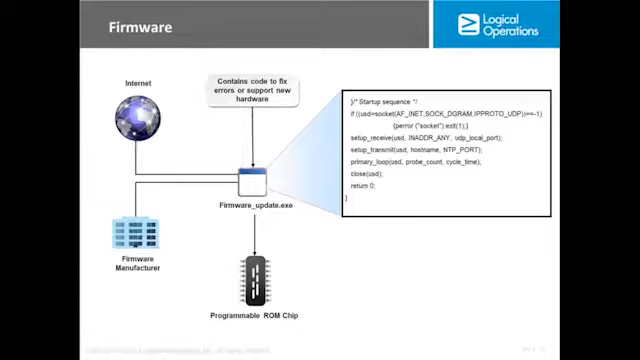 Firmware
Logical
Operations
Internet
Contains code to fix
errors or support new
hardware
}/* Startup sequence */
if ((usd=socket(AF_INET,SOCK_DGRAM,IPPROTO_UDP))==-1)
{perror ("socket");exit(1);}
setup_receive(usd, INADDR_ANY, udp_local_port);
setup_transmit(usd, hostname, NTP_PORT);
primary_loop(usd, probe_count, cycle_time);
close(usd);
return 0;
}
Firmware_update.exe
Firmware
Manufacturer
Programmable ROM Chip